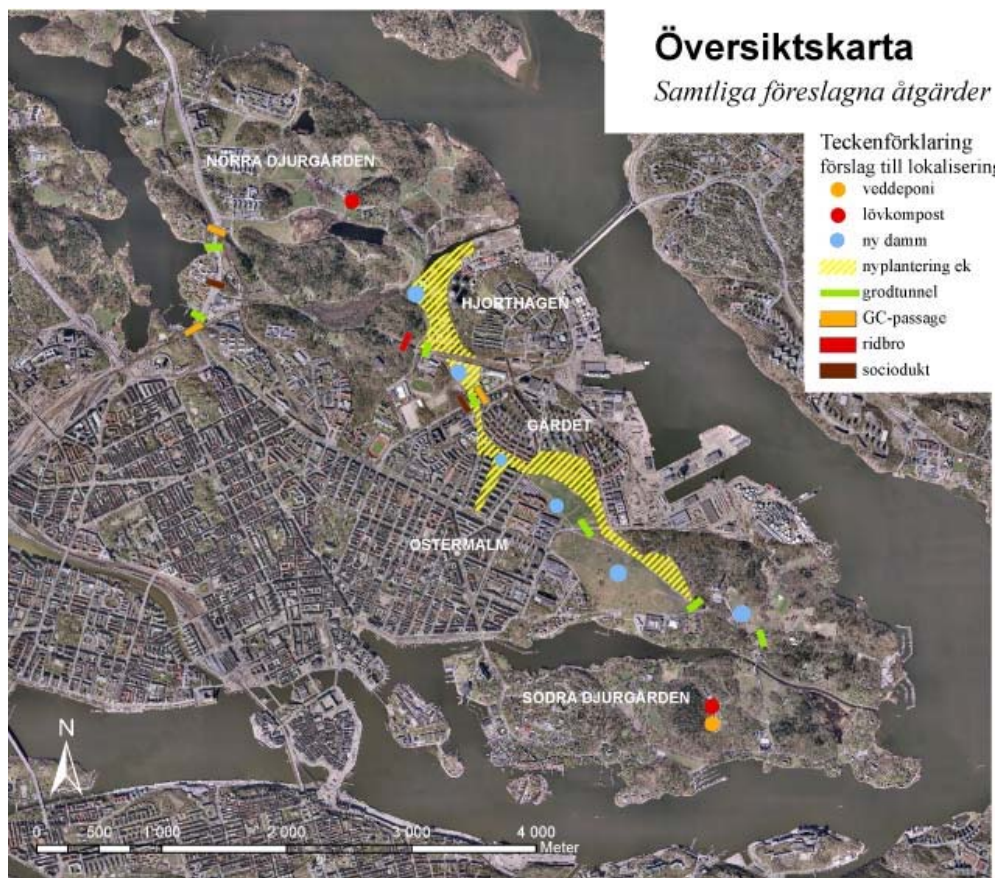 Översiktskarta
Samtliga föreslagna åtgärder
Teckenförklaring
förslag till lokalisering
veddeponi
lövkompost
ny damm
nyplantering ek
grodtunnel
GC-passage
ridbro
sociodukt
NORRA DJURGÅRDEN
HJORTHAGEN
GÄRDET
ÖSTERMALM
SÖDRA DJURGÅRDEN
N
0 500 1 000 2 000 3 000 4 000
Meter